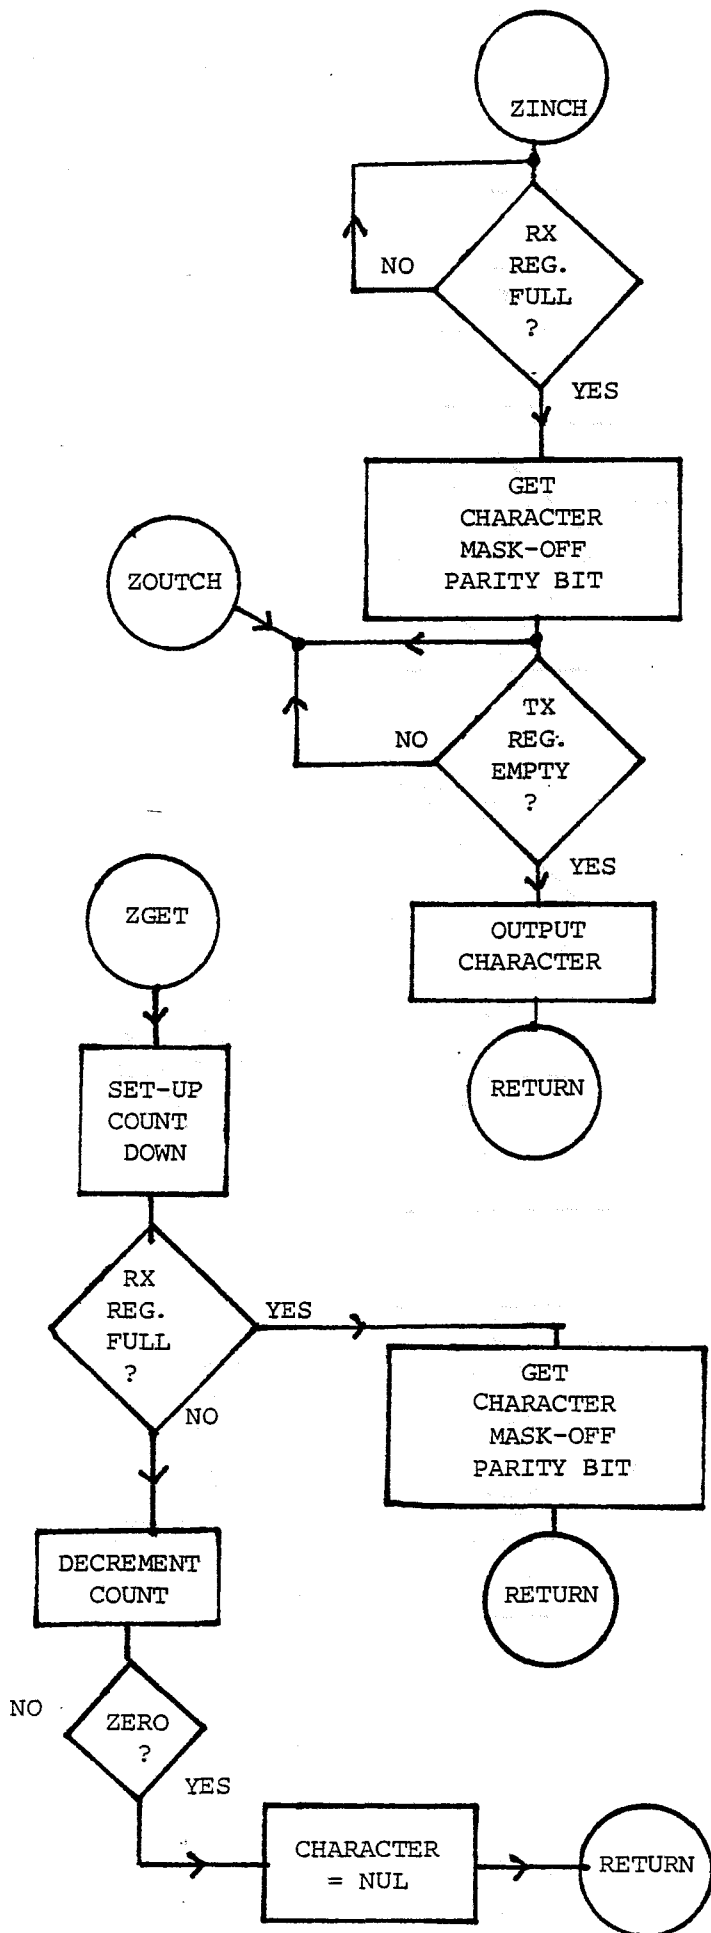 ZINCH
RX
REG.
FULL
?
NO
YES
GET
CHARACTER
MASK-OFF
PARITY BIT
ZOUTCH
TX
REG.
EMPTY
?
NO
YES
OUTPUT
CHARACTER
RETURN
ZGET
SET-UP
COUNT
DOWN
RX
REG.
FULL
?
YES
NO
GET
CHARACTER
MASK-OFF
PARITY BIT
RETURN
DECREMENT
COUNT
ZERO
?
NO
YES
CHARACTER
= NUL
RETURN